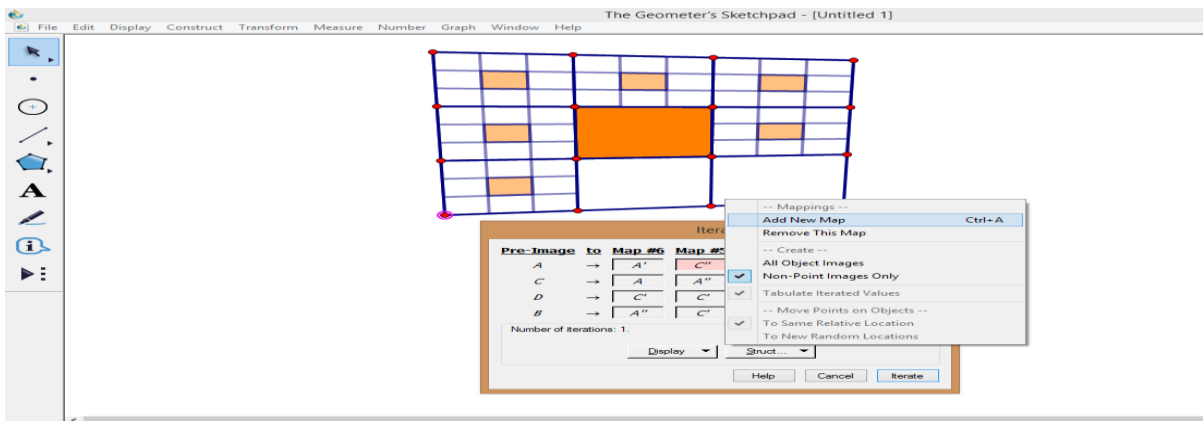 The Geometer's Sketchpad - [Untitled 1]
File Edit Display Construct Transform Measure Number Graph Window Help
A
-- Mappings --
Add New Map Ctrl+A
Remove This Map
-- Create --
All Object Images
Non-Point Images Only
Tabulate Iterated Values
-- Move Points on Objects --
To Same Relative Location
To New Random Locations
Pre-Image to Map #6 Map #5
A → A' C''
C → A A''
D → C' C'
B → A'' C'
Number of iterations: 1.
Display Struct...
Help Cancel Iterate